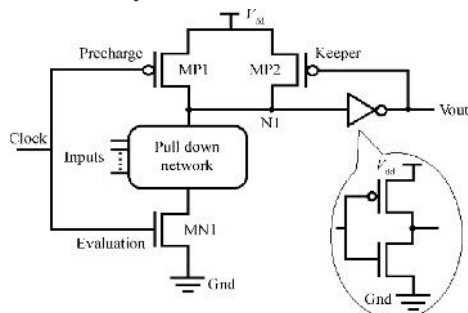 Vdd
Precharge
Keeper
MP1
MP2
N1
Vout
Clock
Inputs
Pull down
network
Vdd
Evaluation
MN1
Gnd
Gnd